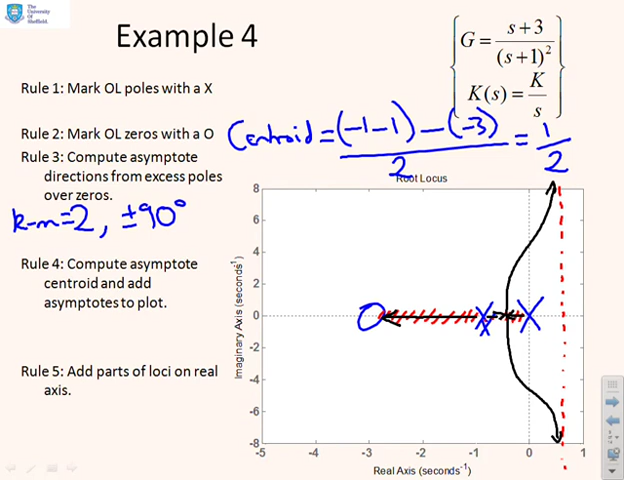 The
University
Of
Sheffield.
Example 4
G = s+3 / (s+1)²
K(s) = K / s
Rule 1: Mark OL poles with a X
Rule 2: Mark OL zeros with a O
Centroid = (-1-1) - (-3) / 2 = 1 / 2
Rule 3: Compute asymptote
directions from excess poles
over zeros.
k-m=2, ±90°
Rule 4: Compute asymptote
centroid and add
asymptotes to plot.
Rule 5: Add parts of loci on real
axis.
Root Locus
Imaginary Axis (seconds⁻¹)
8
6
4
2
0
-2
-4
-6
-8
O X X
-5 -4 -3 -2 -1 0 1
Real Axis (seconds⁻¹)